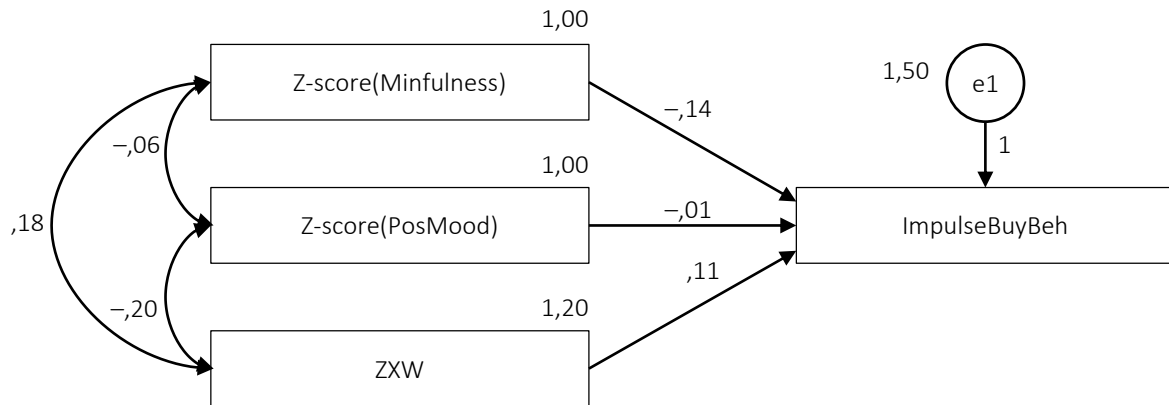 1,00
Z-score(Minfulness)
1,50
e1
–,14
1
–,06
1,00
Z-score(PosMood)
–,01
ImpulseBuyBeh
,18
,11
–,20
1,20
ZXW